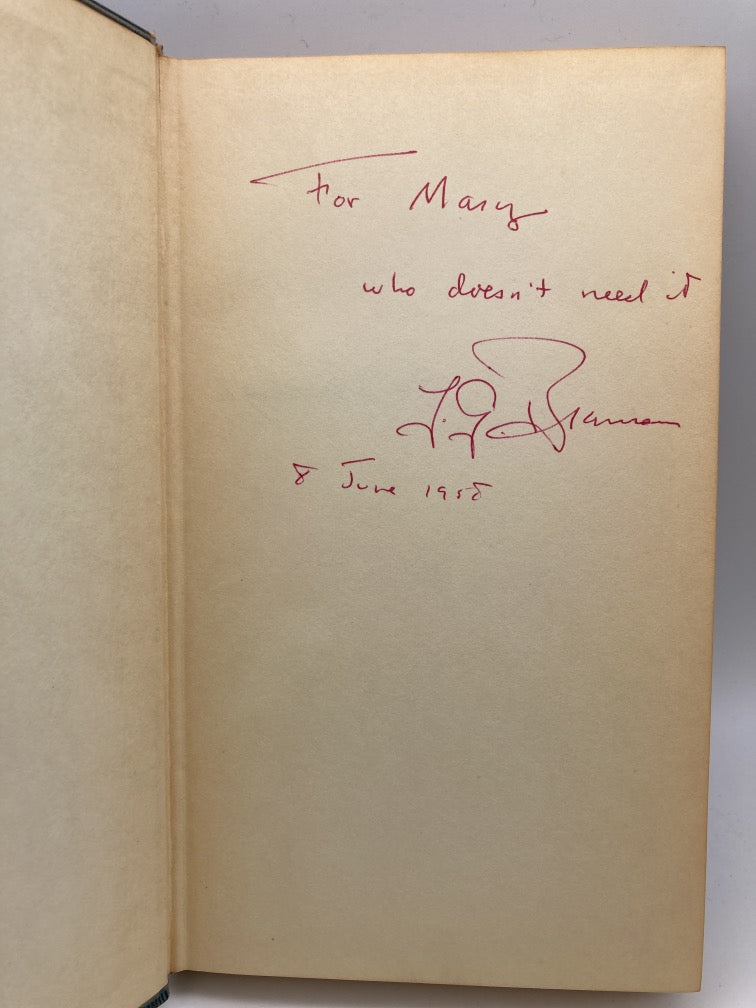 For Mary
who doesn't need it
8 June 1958